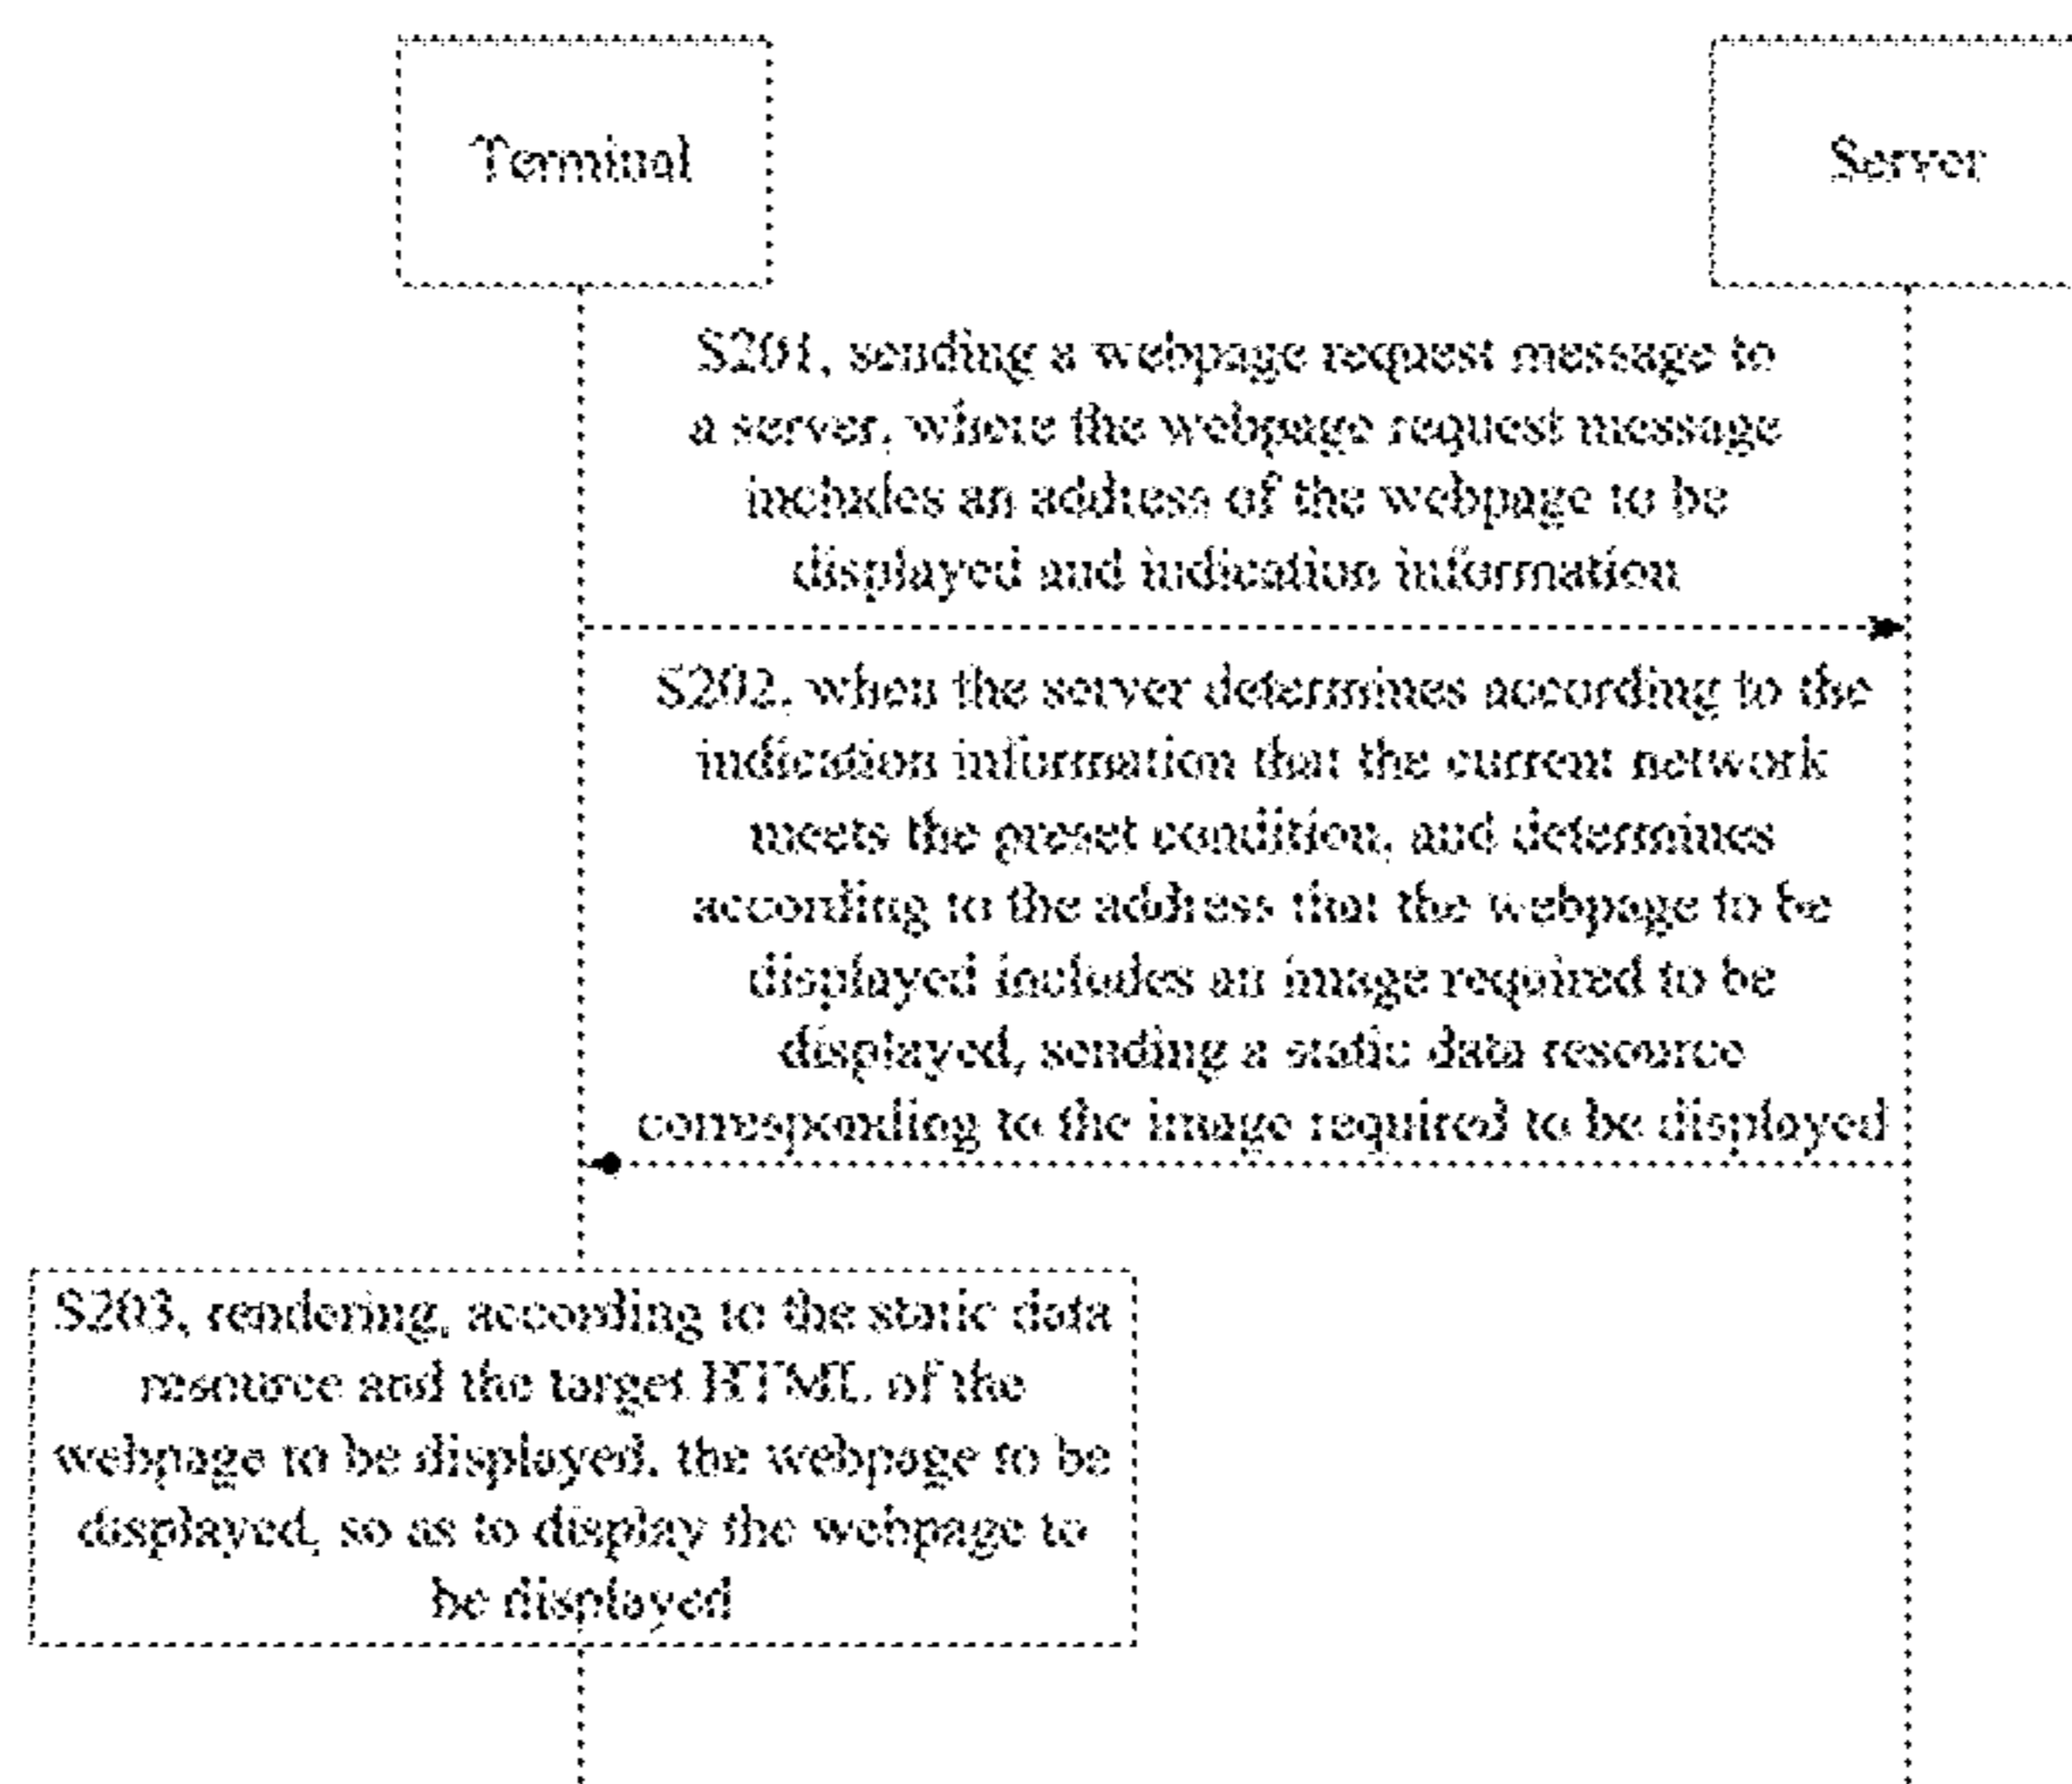 Terminal
Server
S201, sending a webpage request message to
a server, where the webpage request message
includes an address of the webpage to be
displayed and indication information
S202, when the server determines according to the
indication information that the current network
meets the preset condition, and determines
according to the address that the webpage to be
displayed includes an image required to be
displayed, sending a static data resource
corresponding to the image required to be displayed
S203, rendering, according to the static data
resource and the target HTML of the
webpage to be displayed, the webpage to be
displayed, so as to display the webpage to
be displayed